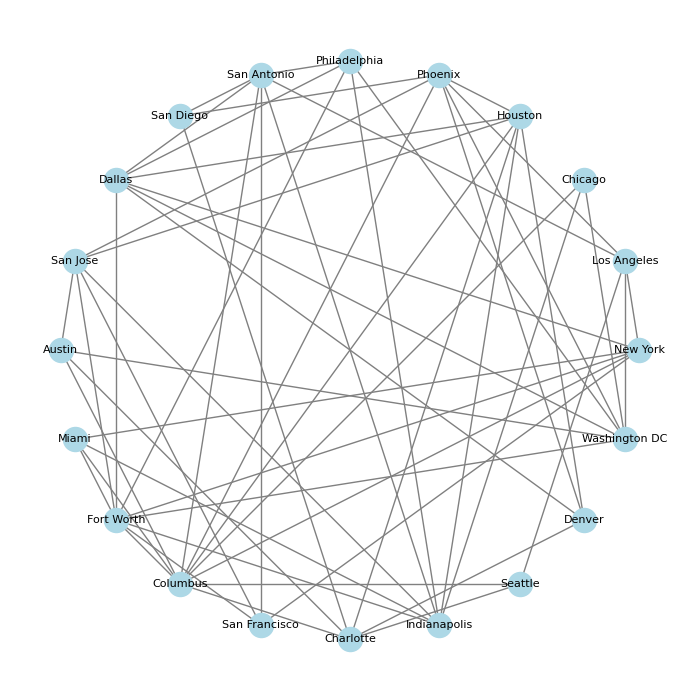 Philadelphia
San Antonio
Phoenix
San Diego
Houston
Dallas
Chicago
San Jose
Los Angeles
Austin
New York
Miami
Washington DC
Fort Worth
Denver
Columbus
Seattle
San Francisco
Indianapolis
Charlotte